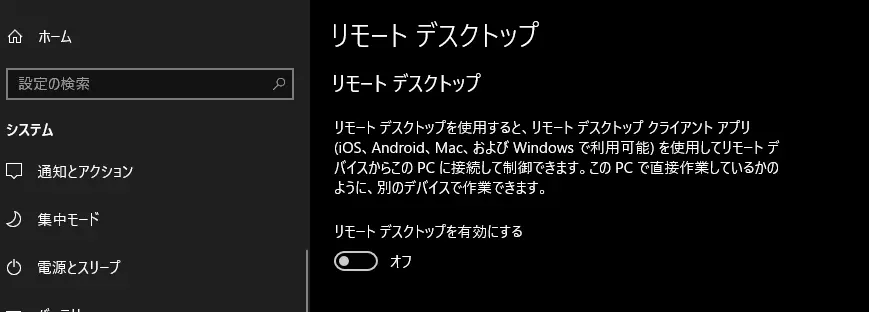 ホーム
設定の検索
システム
通知とアクション
集中モード
電源とスリープ
リモート デスクトップ
リモート デスクトップ
リモート デスクトップを使用すると、リモート デスクトップ クライアント アプリ
(iOS、Android、Mac、および Windows で利用可能) を使用してリモート デ
バイスからこの PC に接続して制御できます。この PC で直接作業しているかの
ように、別のデバイスで作業できます。
リモート デスクトップを有効にする
オフ